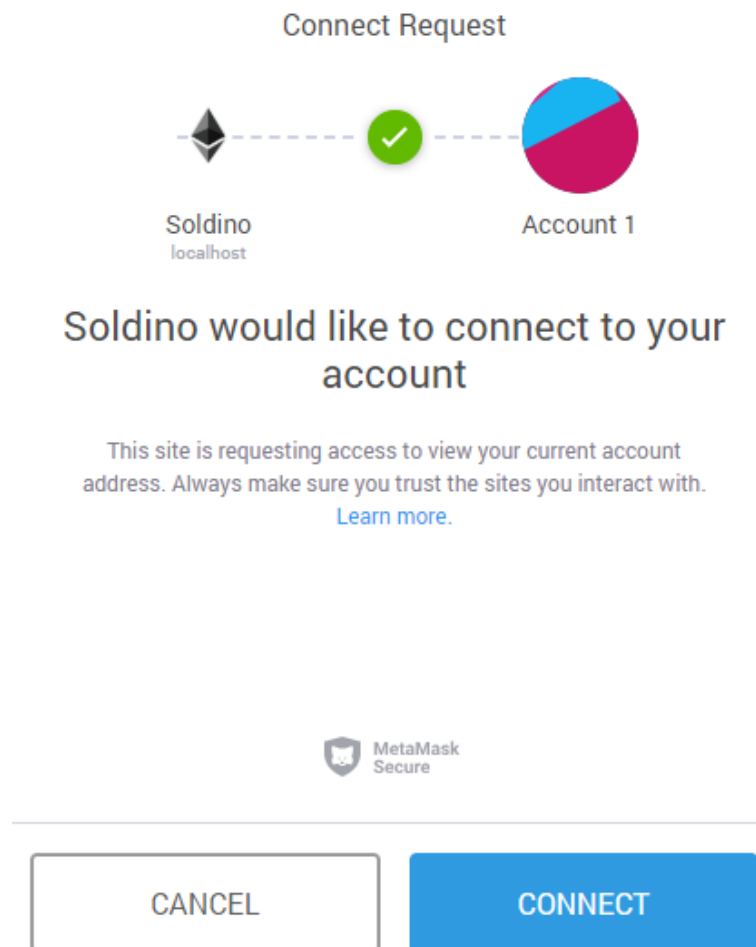 Connect Request
Soldino
localhost
Account 1
Soldino would like to connect to your
account
This site is requesting access to view your current account
address. Always make sure you trust the sites you interact with.
Learn more.
MetaMask
Secure
CANCEL
CONNECT